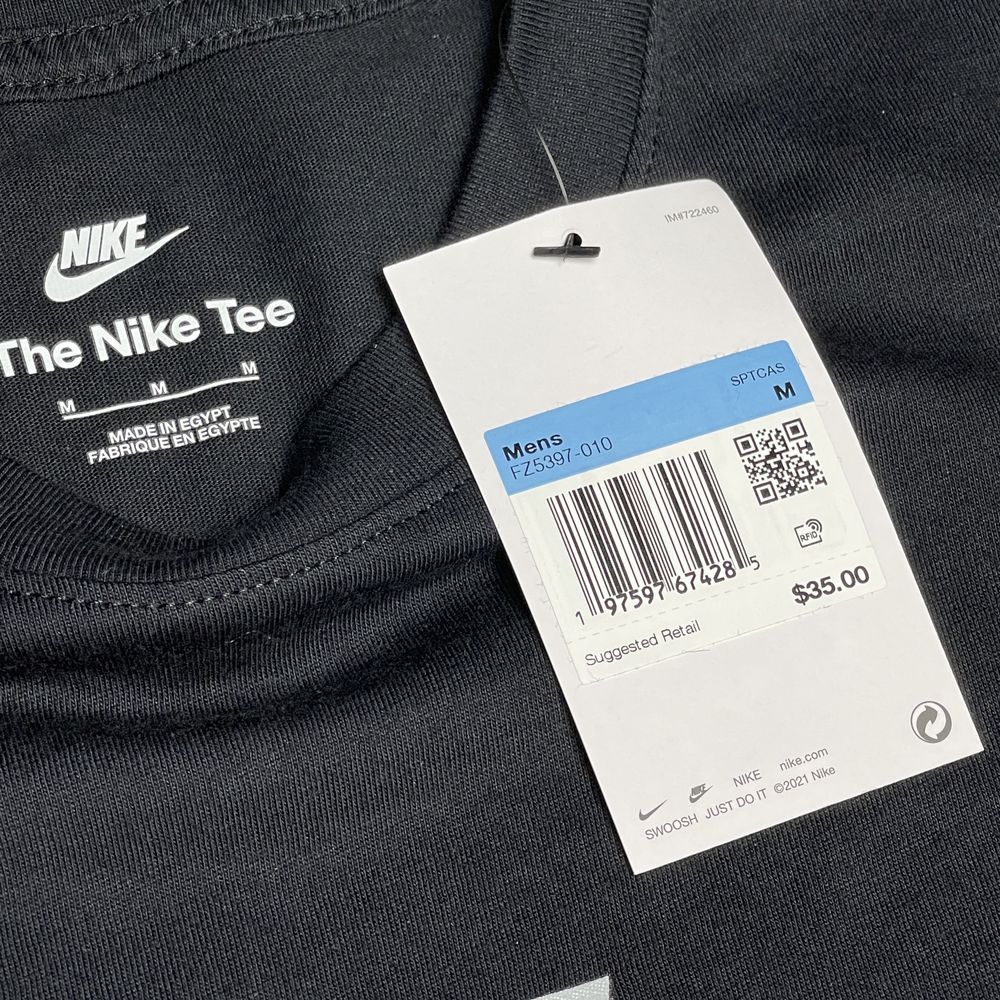 NIKE
The Nike Tee
M M M
MADE IN EGYPT
FABRIQUE EN EGYPTE
IM#722460
SPTCAS
Mens M
FZ5397-010
RFID
1 97597 67428 5
$35.00
Suggested Retail
NIKE NIKE nike.com
SWOOSH JUST DO IT ©2021 Nike